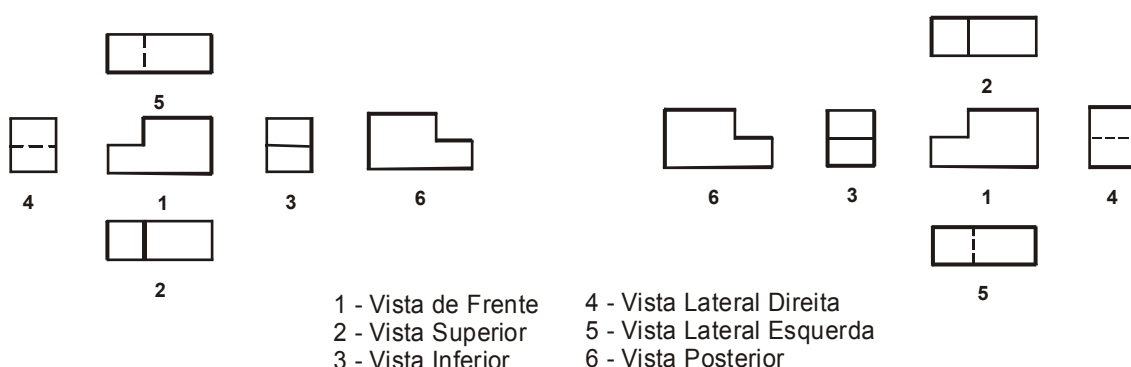 5
2
4
1
3
6
6
3
1
4
2
5
1 - Vista de Frente
2 - Vista Superior
3 - Vista Inferior
4 - Vista Lateral Direita
5 - Vista Lateral Esquerda
6 - Vista Posterior